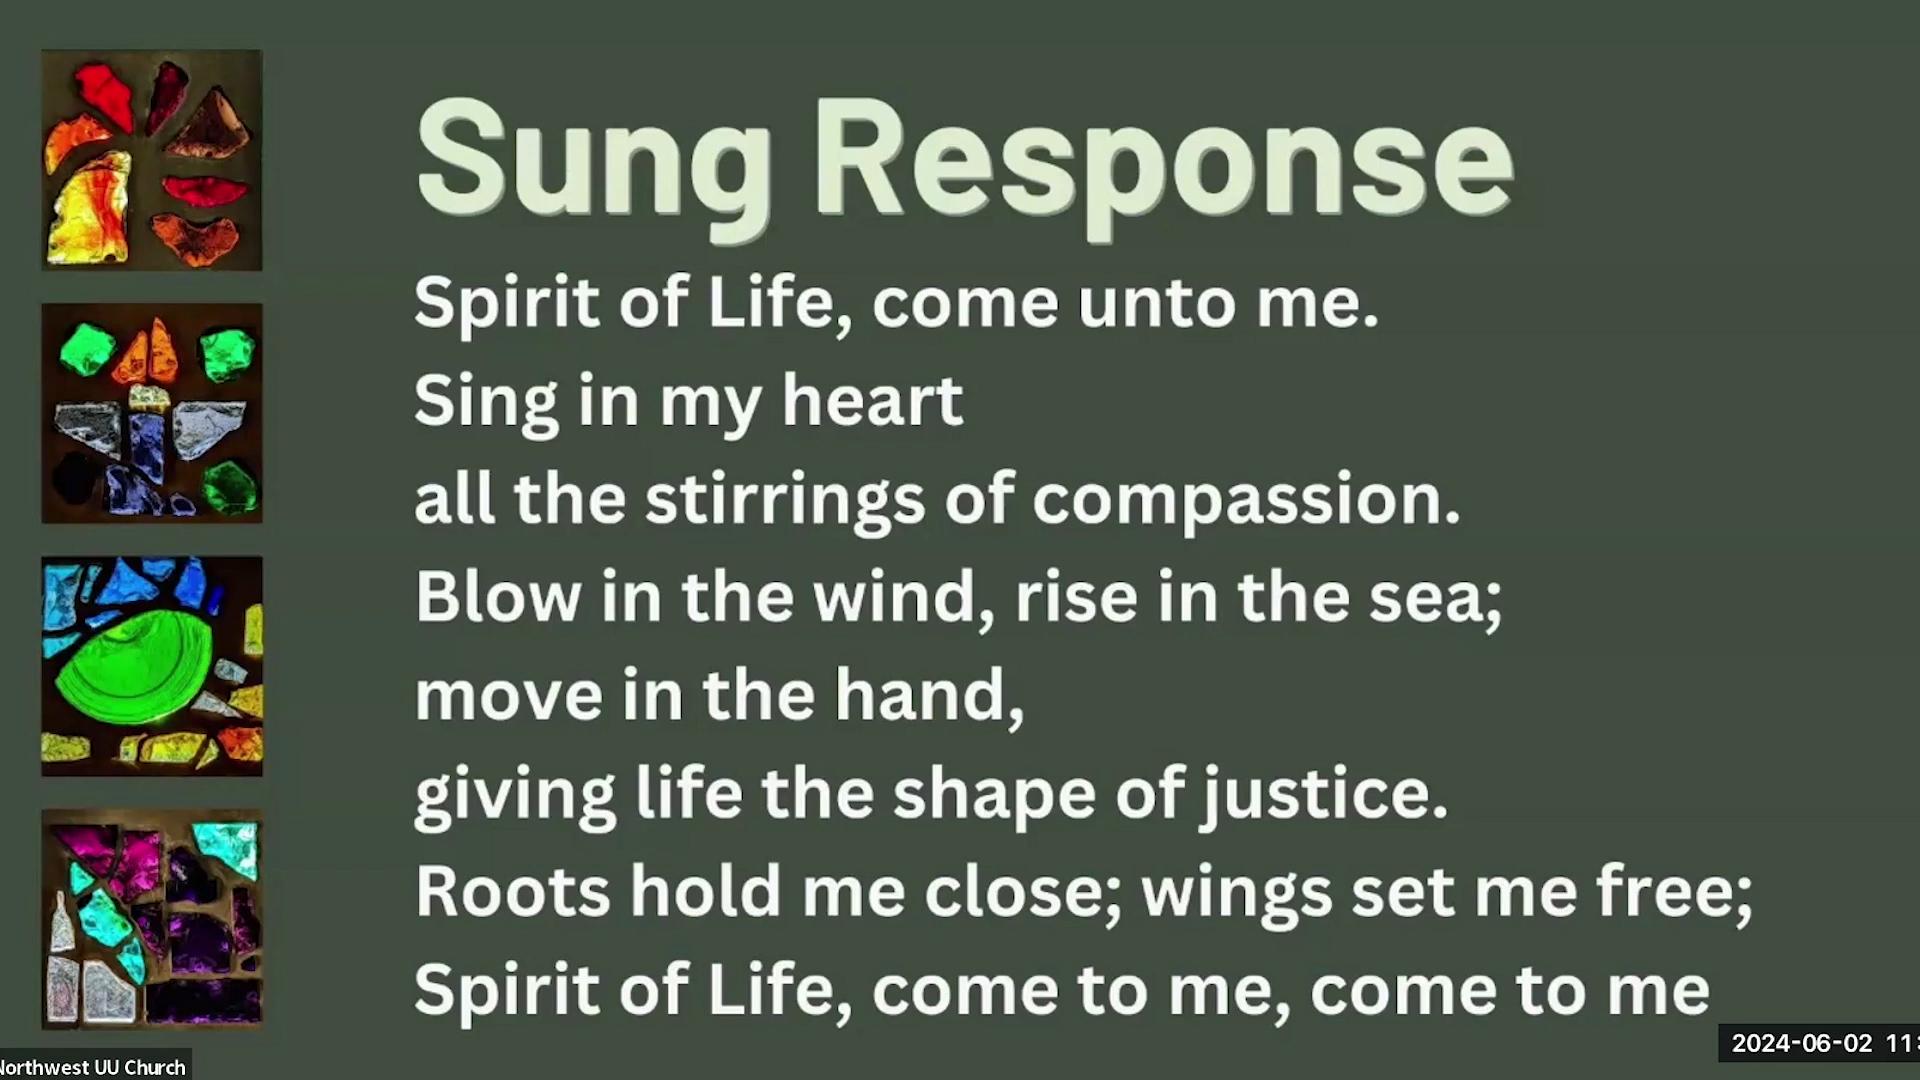 Sung Response
Spirit of Life, come unto me.
Sing in my heart
all the stirrings of compassion.
Blow in the wind, rise in the sea;
move in the hand,
giving life the shape of justice.
Roots hold me close; wings set me free;
Spirit of Life, come to me, come to me
2024-06-02 11:
Northwest UU Church